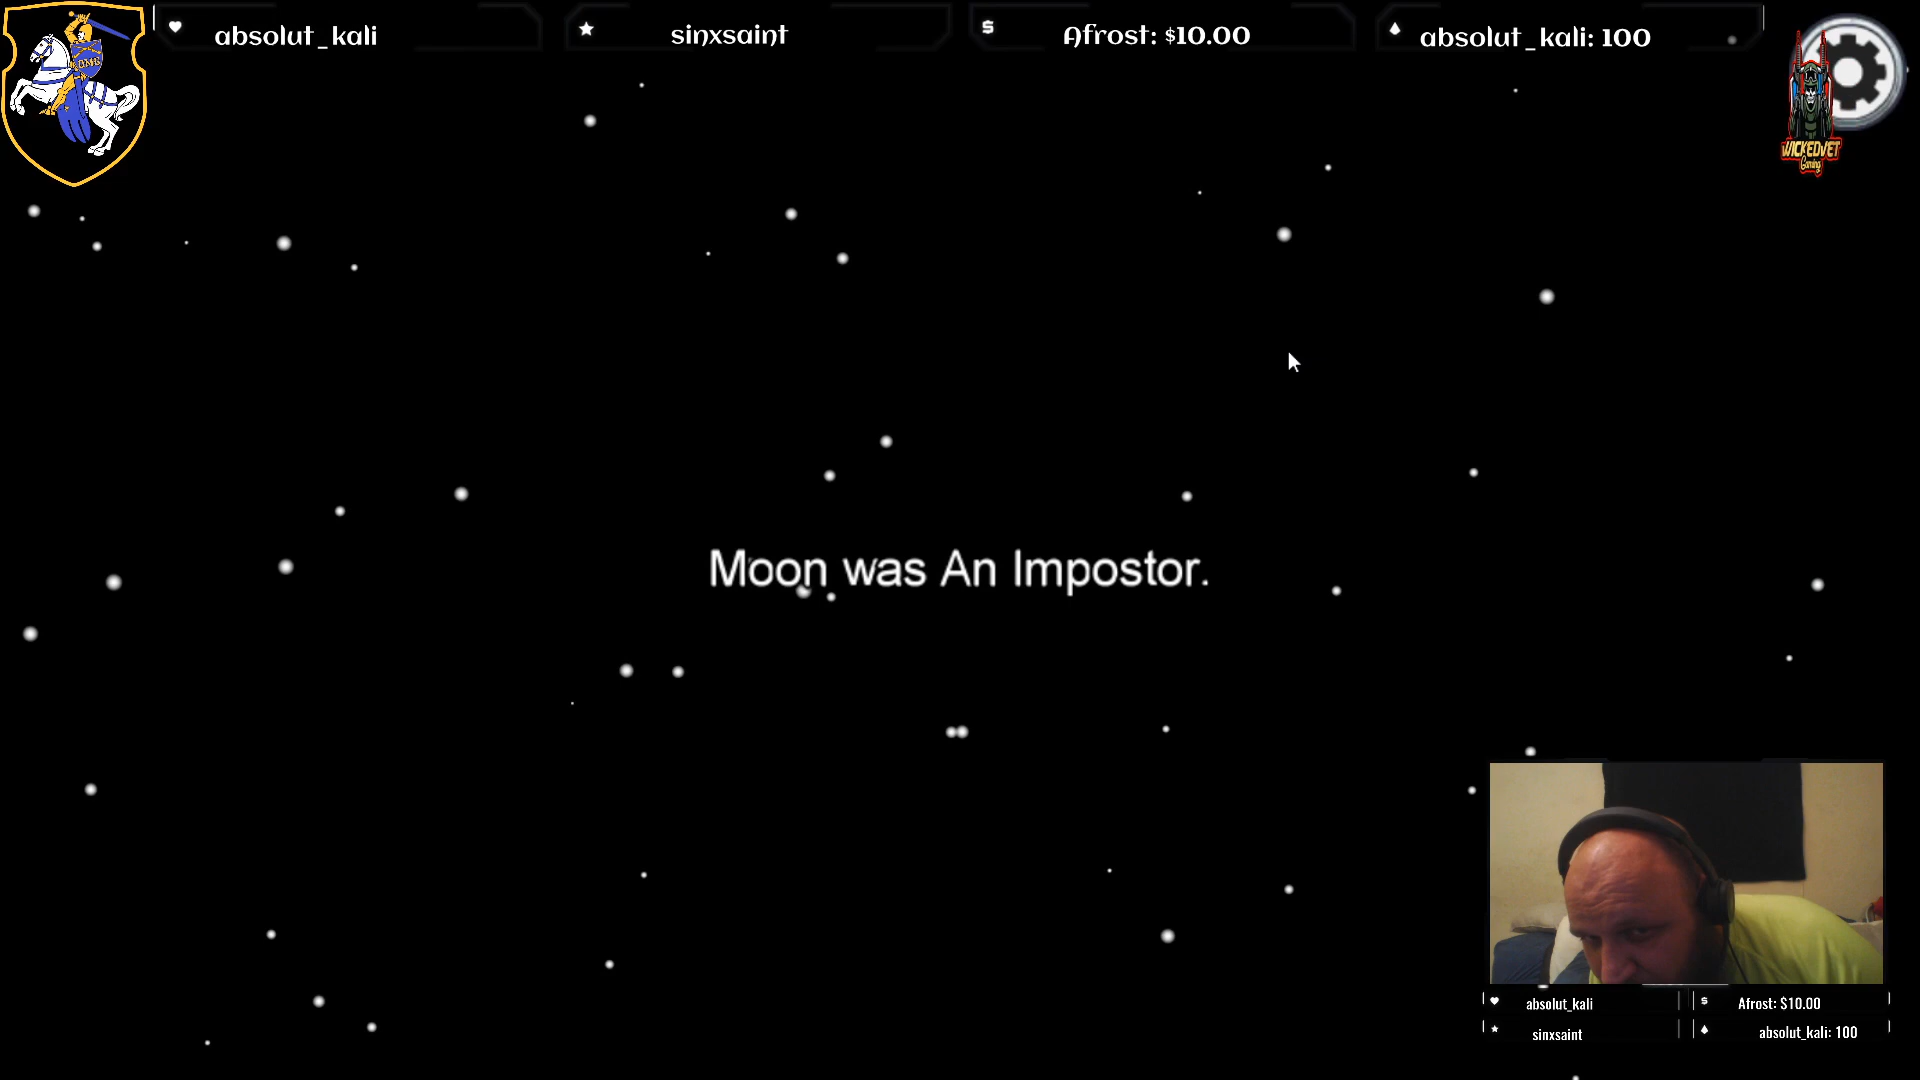 absolut_kali
sinxsaint
Afrost: $10.00
absolut_kali: 100
WICKEDVET
Gaming
Moon was An Impostor.
absolut_kali
Afrost: $10.00
sinxsaint
absolut_kali: 100